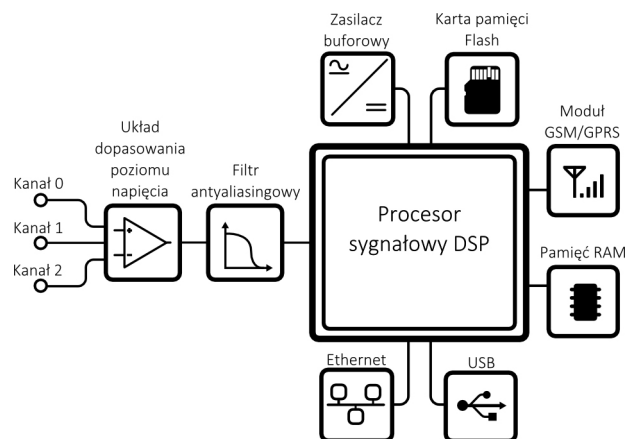 Zasilacz
buforowy
Karta pamięci
Flash
Układ
dopasowania
poziomu
napięcia
Filtr
antyaliasingowy
Moduł
GSM/GPRS
Kanał 0
Kanał 1
Kanał 2
Procesor
sygnałowy DSP
Pamięć RAM
Ethernet
USB